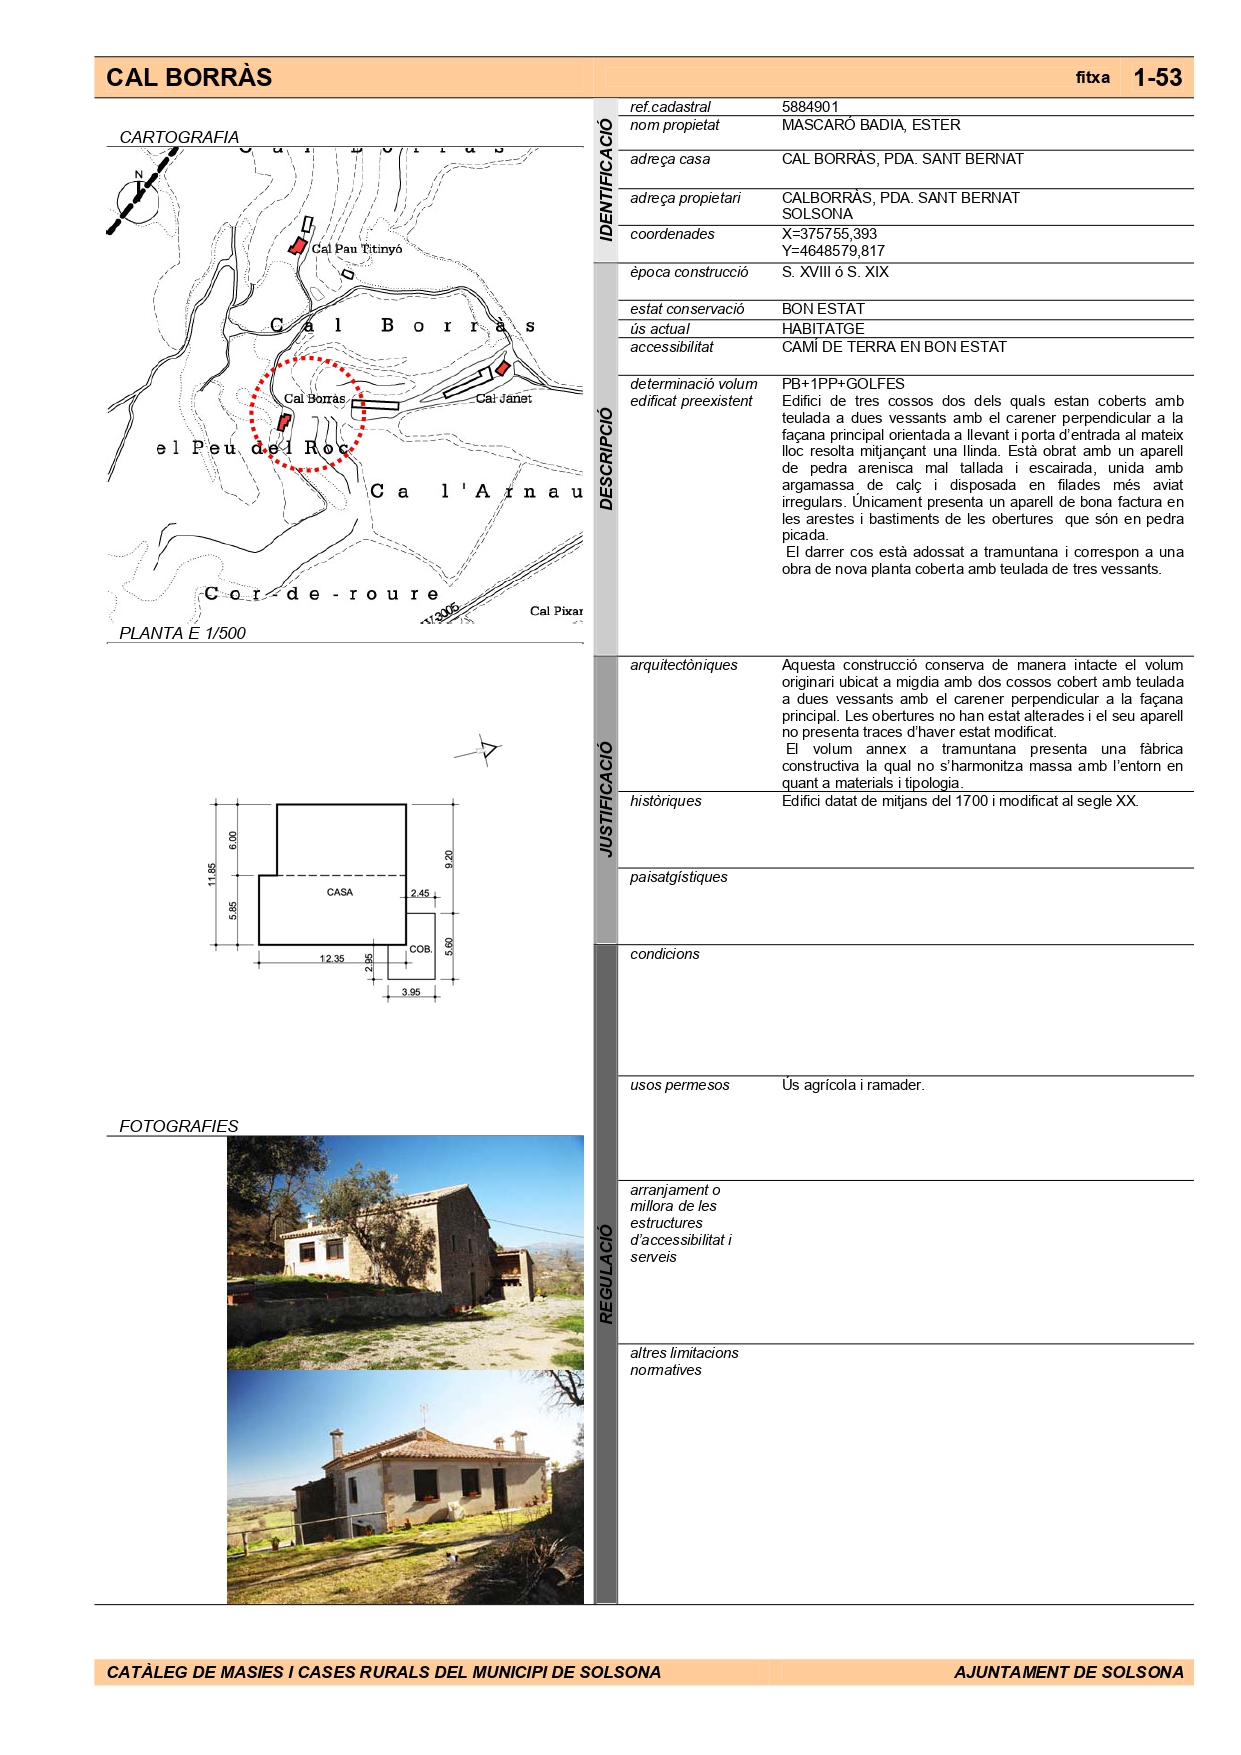 CAL BORRÀS
fitxa 1-53
CARTOGRAFIA
N
Cal Borràs
Cal Pau Titinyó
Cal Borràs
Cal Borràs
Cal Janet
el Peu del Roc
Ca l'Arnau
Cor-de-roure
Cal Pixar
PLANTA E 1/500
11.85
6.00
5.85
9.20
CASA
2.45
COB.
5.60
12.35
2.95
3.95
FOTOGRAFIES
IDENTIFICACIÓ
ref.cadastral 5884901
nom propietat MASCARÓ BADIA, ESTER
adreça casa CAL BORRÀS, PDA. SANT BERNAT
adreça propietari CALBORRÀS, PDA. SANT BERNAT
SOLSONA
coordenades X=375755,393
Y=4648579,817
DESCRIPCIÓ
època construcció S. XVIII ó S. XIX
estat conservació BON ESTAT
ús actual HABITATGE
accessibilitat CAMÍ DE TERRA EN BON ESTAT
determinació volum PB+1PP+GOLFES
edificat preexistent Edifici de tres cossos dos dels quals estan coberts amb
teulada a dues vessants amb el carener perpendicular a la
façana principal orientada a llevant i porta d'entrada al mateix
lloc resolta mitjançant una llinda. Està obrat amb un aparell
de pedra arenisca mal tallada i escairada, unida amb
argamassa de calç i disposada en filades més aviat
irregulars. Únicament presenta un aparell de bona factura en
les arestes i bastiments de les obertures que són en pedra
picada.
El darrer cos està adossat a tramuntana i correspon a una
obra de nova planta coberta amb teulada de tres vessants.
JUSTIFICACIÓ
arquitectòniques Aquesta construcció conserva de manera intacte el volum
originari ubicat a migdia amb dos cossos cobert amb teulada
a dues vessants amb el carener perpendicular a la façana
principal. Les obertures no han estat alterades i el seu aparell
no presenta traces d'haver estat modificat.
El volum annex a tramuntana presenta una fàbrica
constructiva la qual no s'harmonitza massa amb l'entorn en
quant a materials i tipologia.
històriques Edifici datat de mitjans del 1700 i modificat al segle XX.
paisatgístiques
REGULACIÓ
condicions
usos permesos Ús agrícola i ramader.
arranjament o
millora de les
estructures
d'accessibilitat i
serveis
altres limitacions
normatives
CATÀLEG DE MASIES I CASES RURALS DEL MUNICIPI DE SOLSONA
AJUNTAMENT DE SOLSONA